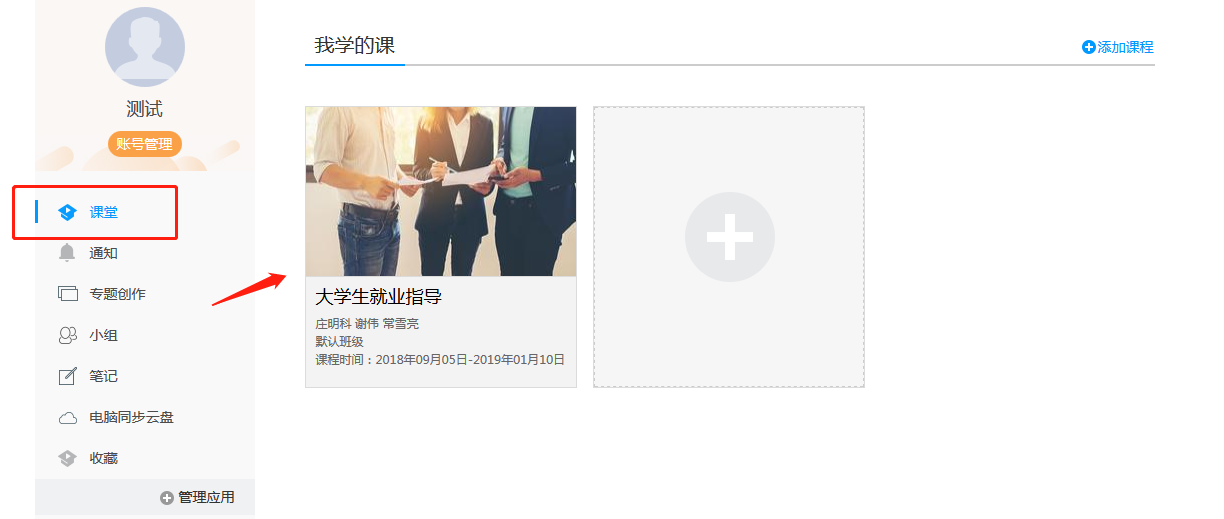 测试
账号管理
课堂
通知
专题创作
小组
笔记
电脑同步云盘
收藏
管理应用
我学的课
添加课程
大学生就业指导
庄明科 谢伟 常雪亮
默认班级
课程时间：2018年09月05日-2019年01月10日